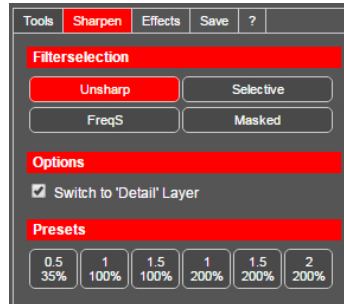 Tools Sharpen Effects Save ?
Filterselection
Unsharp Selective
FreqS Masked
Options
Switch to 'Detail' Layer
Presets
0.5 1 1.5 1 1.5 2
35% 100% 100% 200% 200% 200%